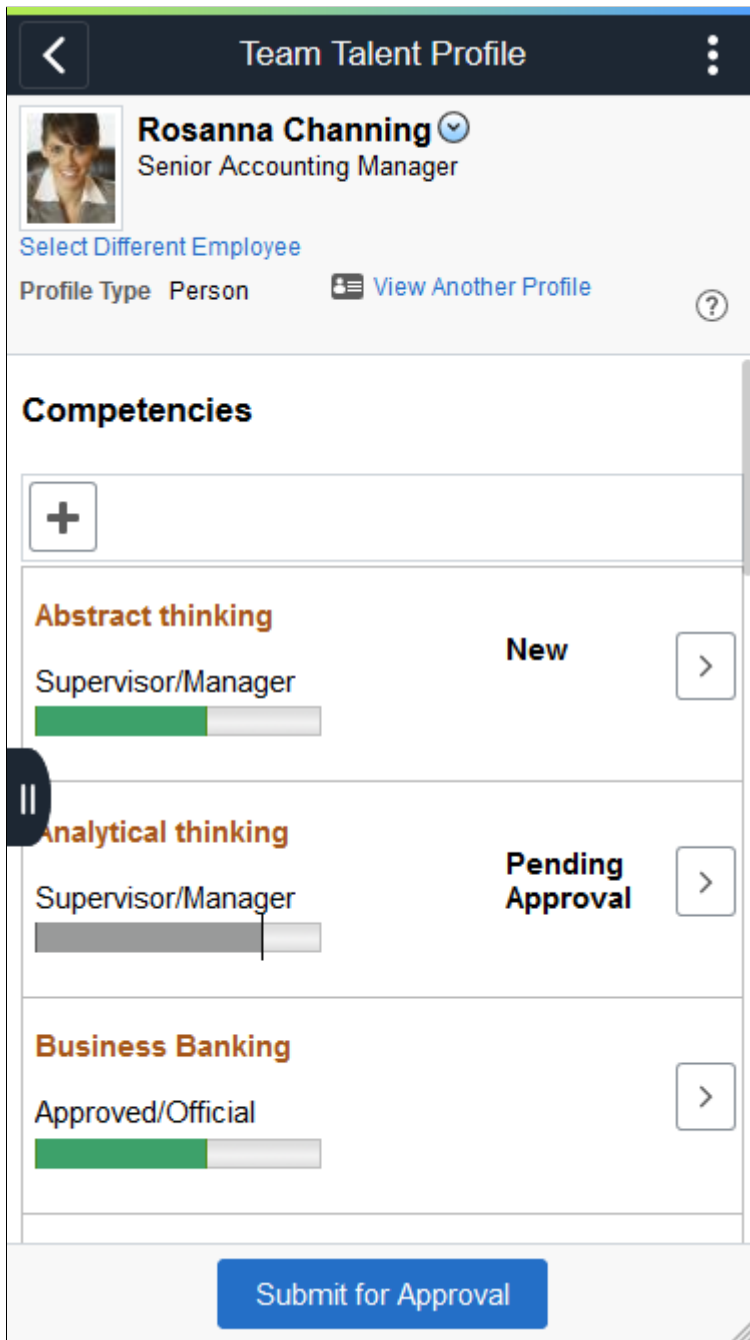 Team Talent Profile
Rosanna Channing
Senior Accounting Manager
Select Different Employee
Profile Type Person View Another Profile
?
Competencies
Abstract thinking
New
Supervisor/Manager
Analytical thinking
Pending
Approval
Supervisor/Manager
Business Banking
Approved/Official
Submit for Approval